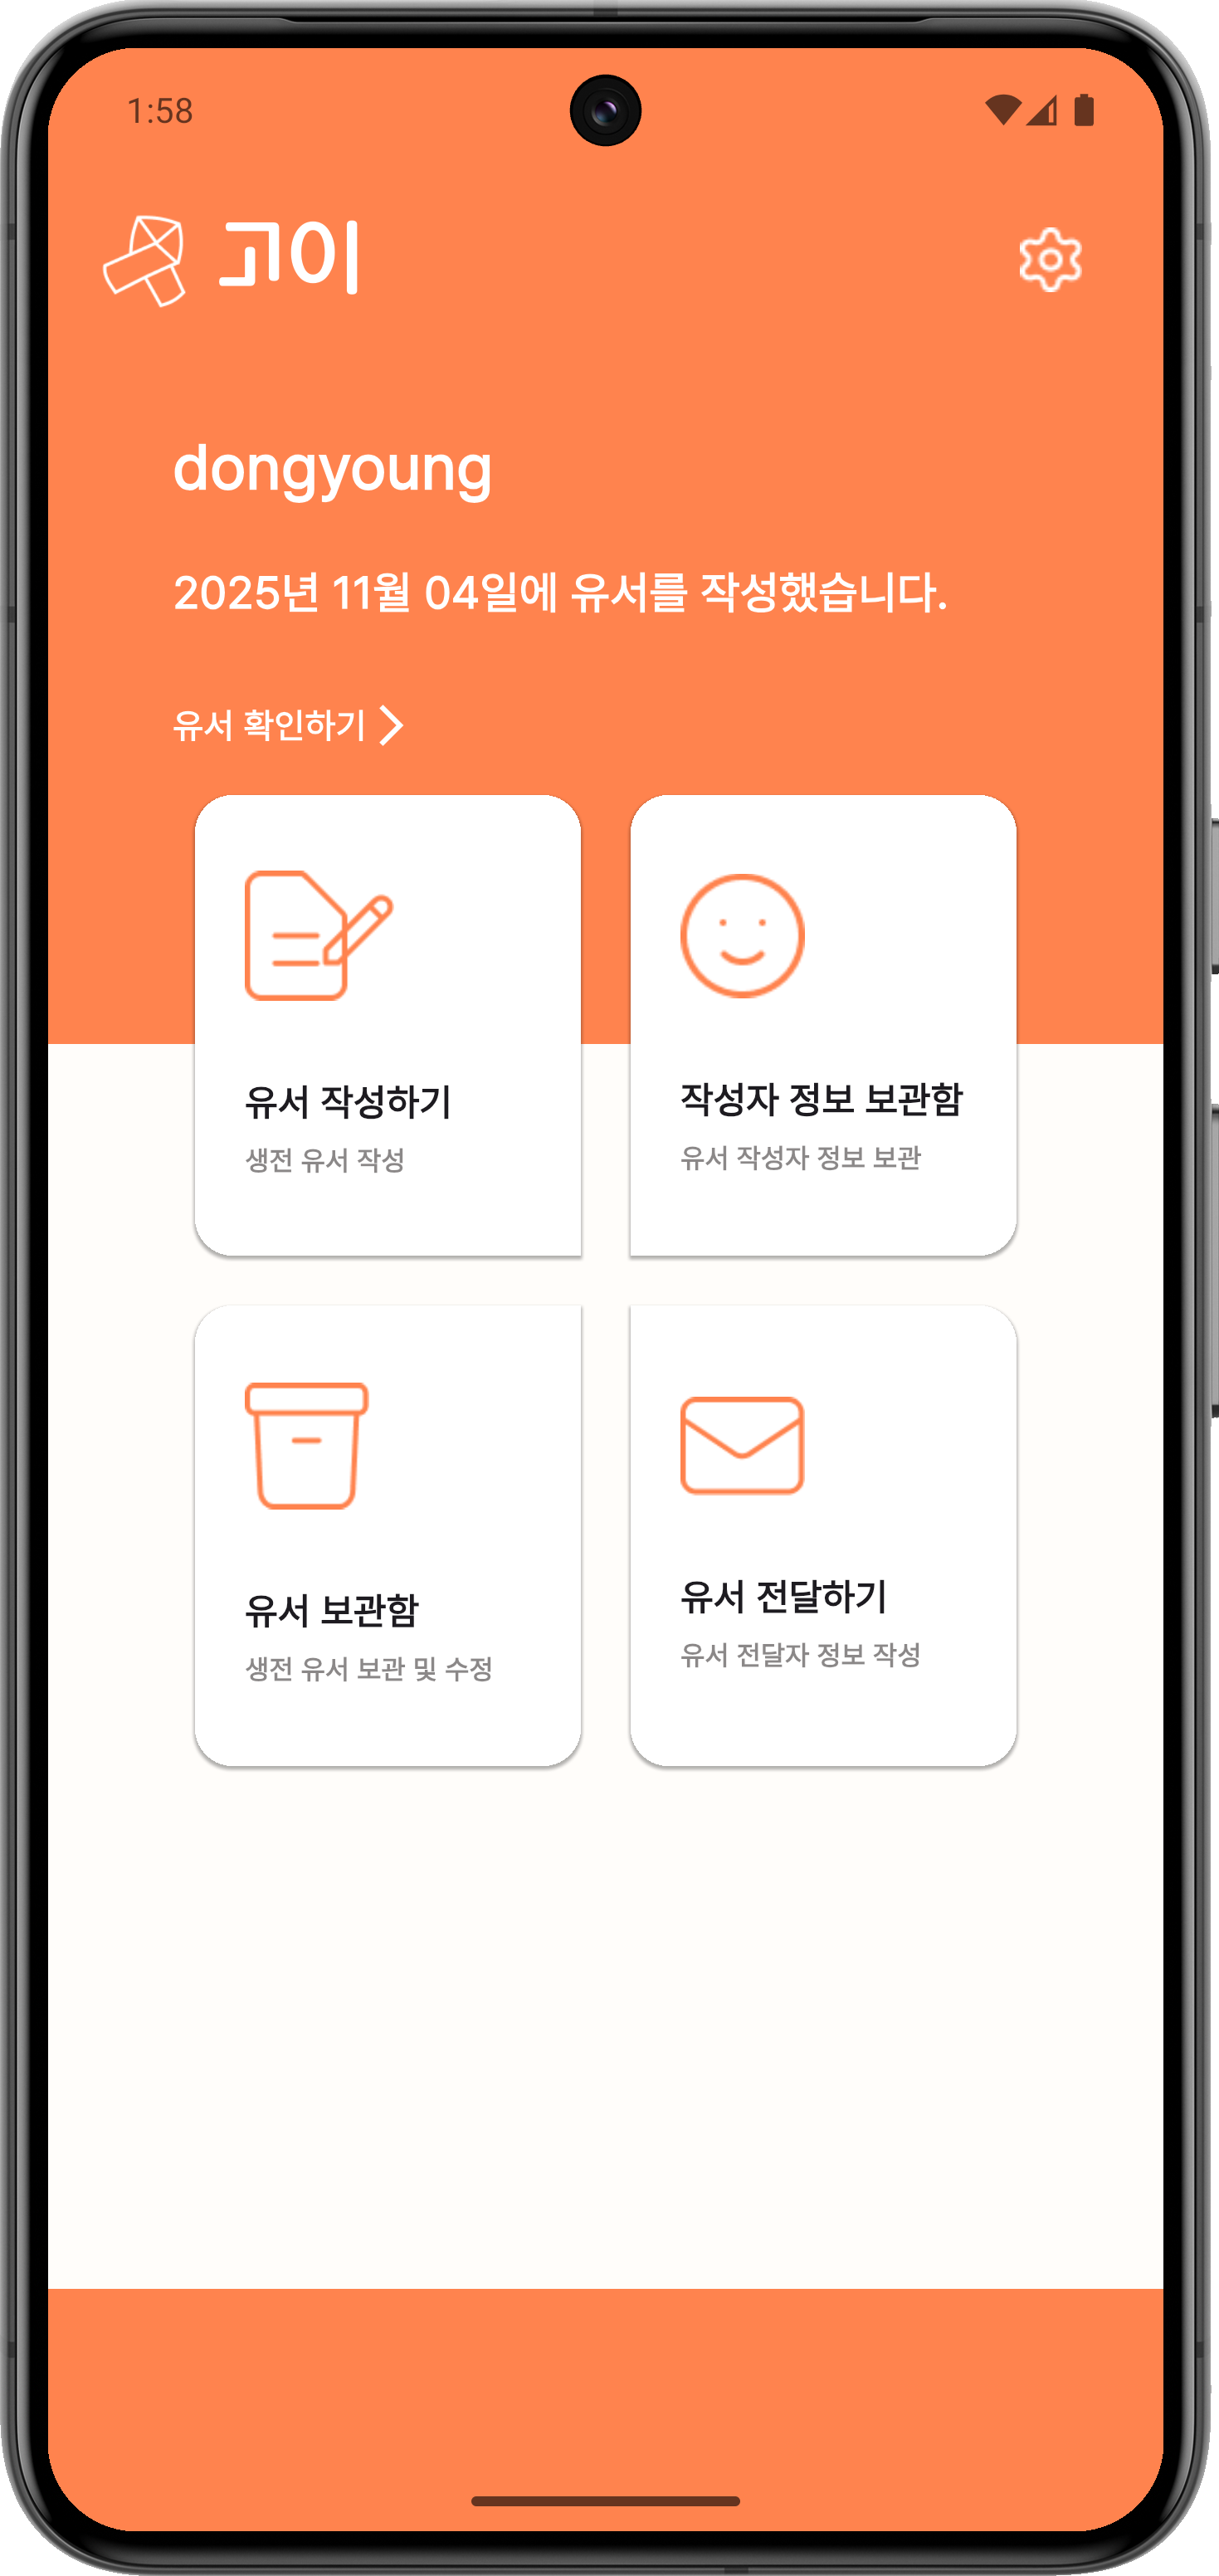 1:58
고이
dongyoung
2025년 11월 04일에 유서를 작성했습니다.
유서 확인하기
유서 작성하기
생전 유서 작성
작성자 정보 보관함
유서 작성자 정보 보관
유서 보관함
생전 유서 보관 및 수정
유서 전달하기
유서 전달자 정보 작성